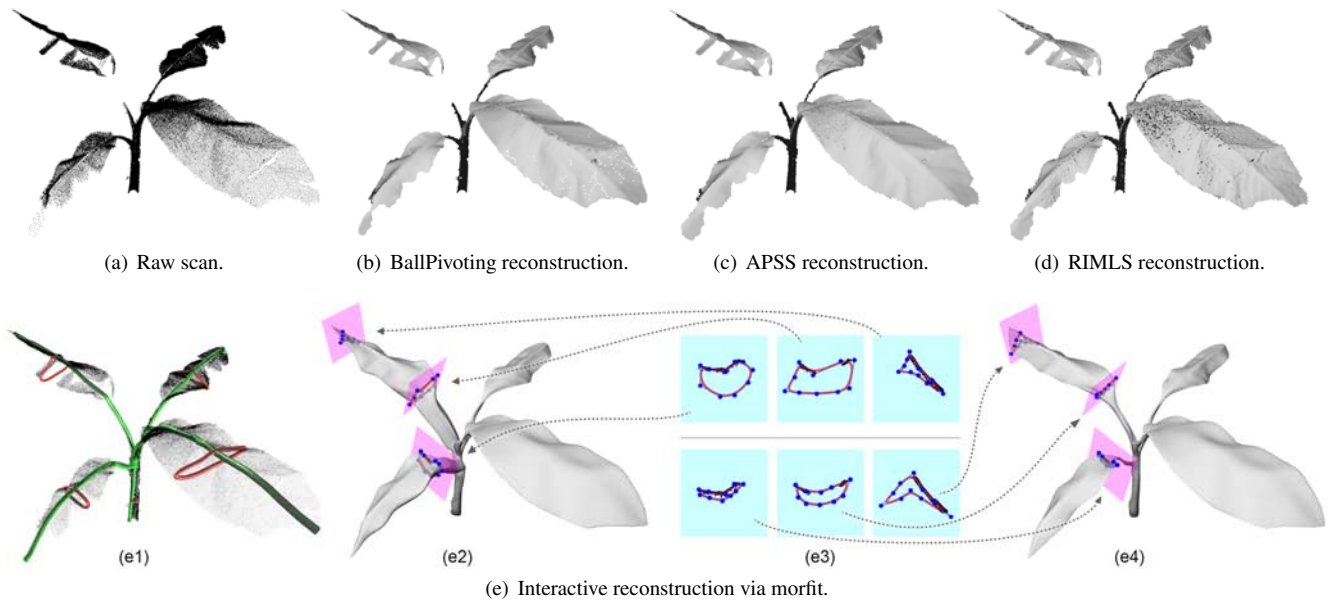 (a) Raw scan.
(b) BallPivoting reconstruction.
(c) APSS reconstruction.
(d) RIMLS reconstruction.
(e1)
(e2)
(e3)
(e4)
(e) Interactive reconstruction via morfit.